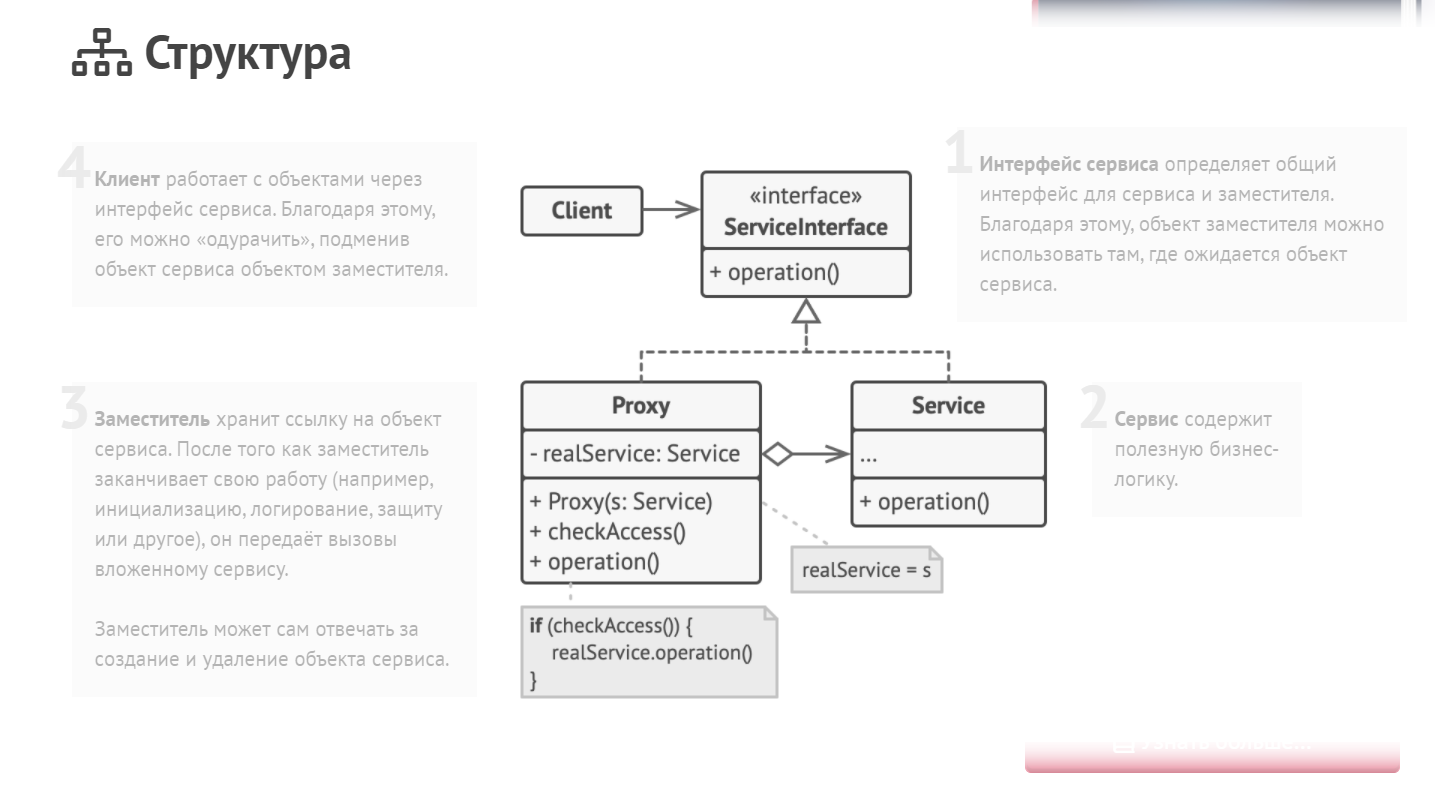 Структура
4
Клиент работает с объектами через
интерфейс сервиса. Благодаря этому,
его можно «одурачить», подменив
объект сервиса объектом заместителя.
Client
«interface»
ServiceInterface
+ operation()
1
Интерфейс сервиса определяет общий
интерфейс для сервиса и заместителя.
Благодаря этому, объект заместителя можно
использовать там, где ожидается объект
сервиса.
3
Заместитель хранит ссылку на объект
сервиса. После того как заместитель
заканчивает свою работу (например,
инициализацию, логирование, защиту
или другое), он передаёт вызовы
вложенному сервису.
Заместитель может сам отвечать за
создание и удаление объекта сервиса.
Proxy
- realService: Service
+ Proxy(s: Service)
+ checkAccess()
+ operation()
Service
...
+ operation()
2
Сервис содержит
полезную бизнес-
логику.
realService = s
if (checkAccess()) {
realService.operation()
}
Узнать больше...